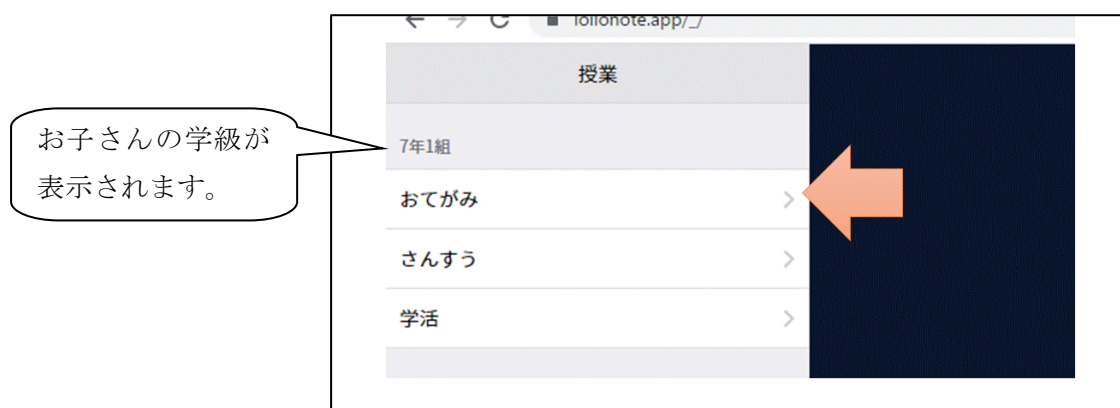 loilonote.app/_/
授業
お子さんの学級が
表示されます。
7年1組
おてがみ
さんすう
学活